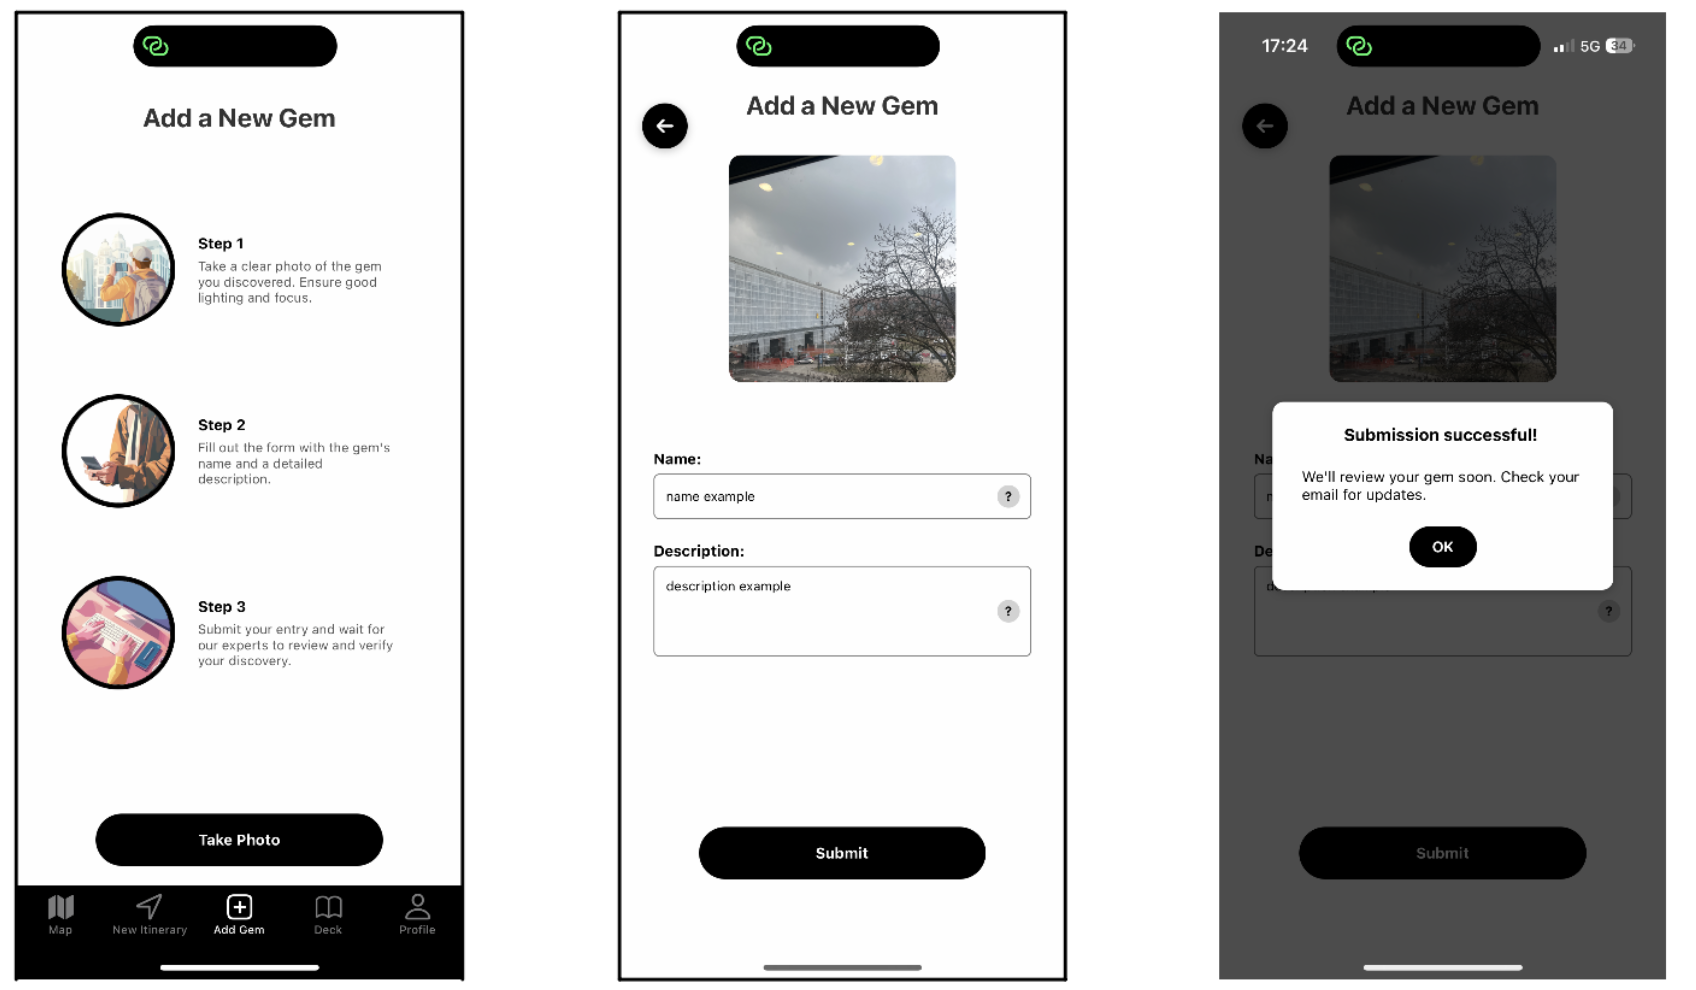 Add a New Gem
Step 1
Take a clear photo of the gem
you discovered. Ensure good
lighting and focus.
Step 2
Fill out the form with the gem's
name and a detailed
description.
Step 3
Submit your entry and wait for
our experts to review and verify
your discovery.
Take Photo
Map
New Itinerary
Add Gem
Deck
Profile
Add a New Gem
Name:
name example
?
Description:
description example
?
Submit
17:24
5G
34
Add a New Gem
Na
n
Submission successful!
We'll review your gem soon. Check your
email for updates.
OK
De
?
Submit